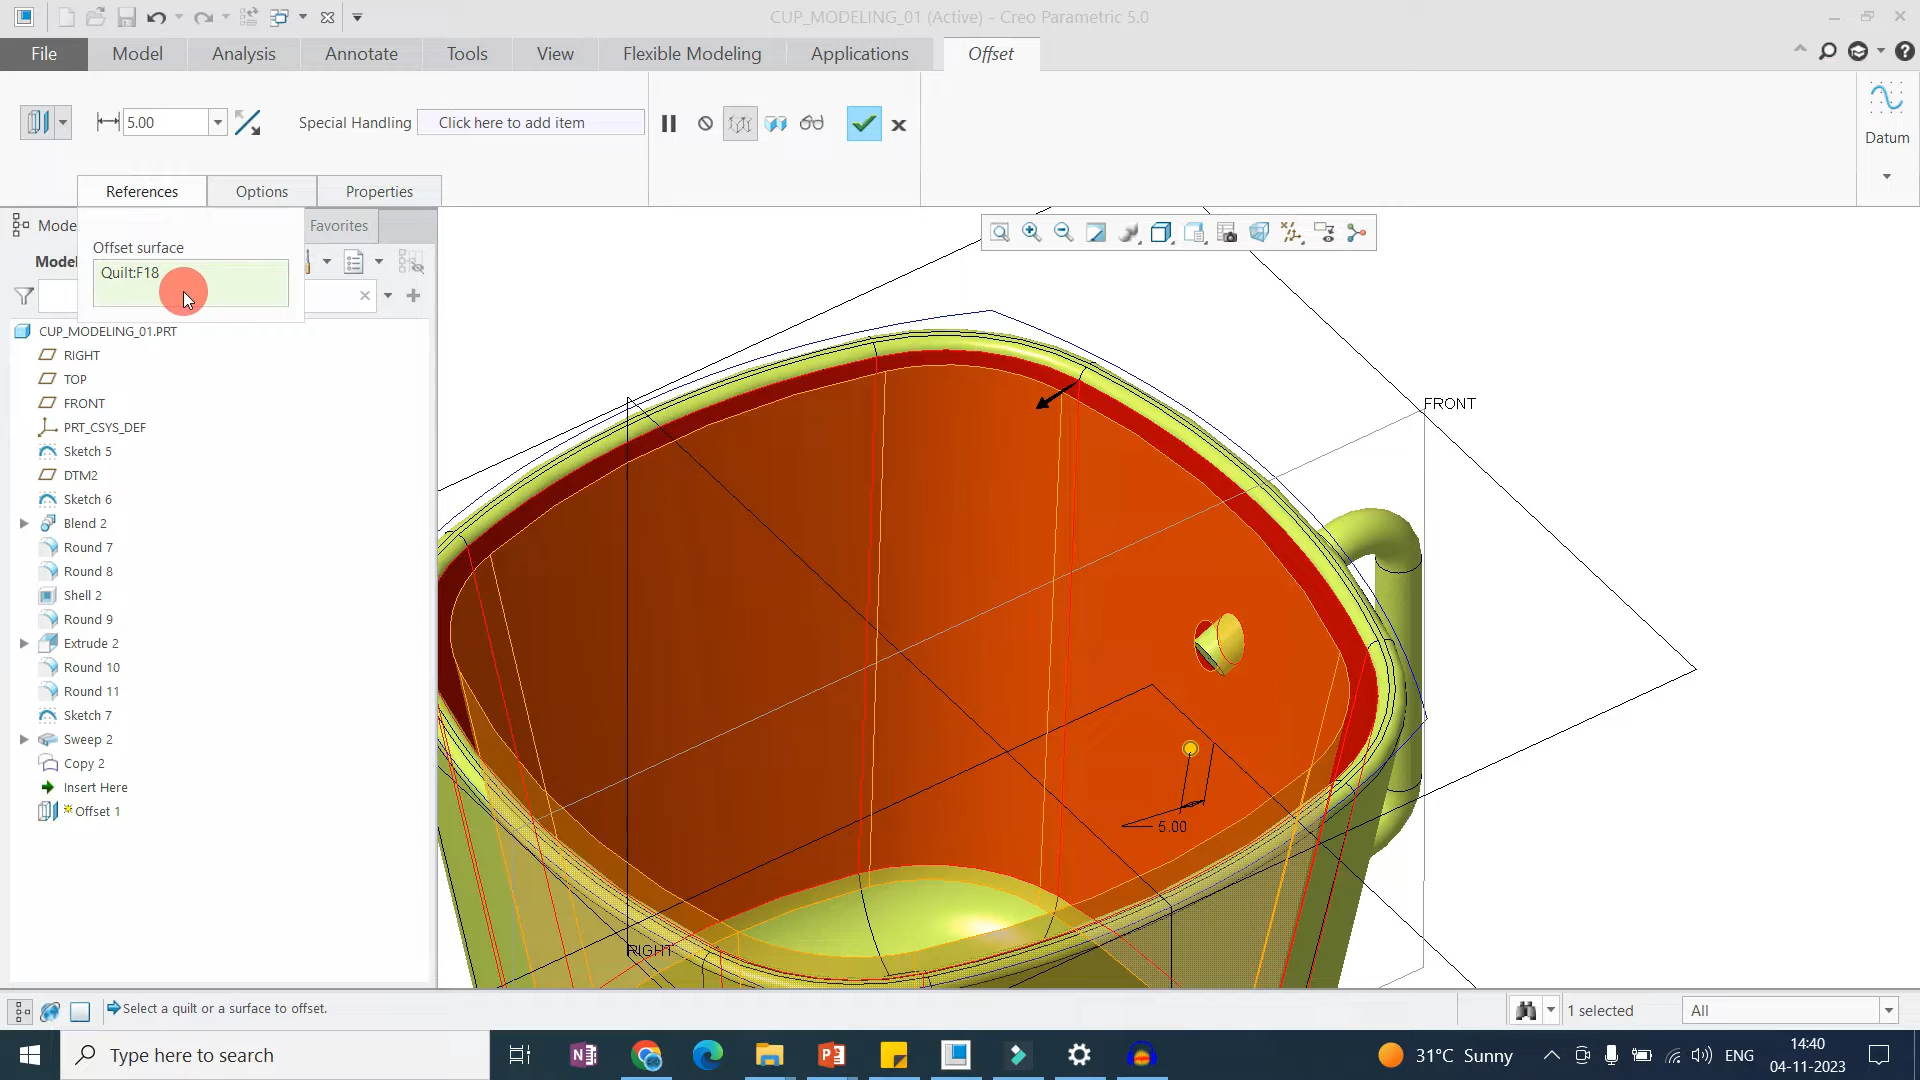 CUP_MODELING_01 (Active) - Creo Parametric 5.0
File
Model
Analysis
Annotate
Tools
View
Flexible Modeling
Applications
Offset
5.00
Special Handling
Click here to add item
Datum
References
Options
Properties
Mode
Favorites
Offset surface
Model
Quilt:F18
CUP_MODELING_01.PRT
RIGHT
TOP
FRONT
PRT_CSYS_DEF
Sketch 5
DTM2
Sketch 6
Blend 2
Round 7
Round 8
Shell 2
Round 9
Extrude 2
Round 10
Round 11
Sketch 7
Sweep 2
Copy 2
Insert Here
Offset 1
FRONT
5.00
RIGHT
Select a quilt or a surface to offset.
1 selected
All
Type here to search
31°C Sunny
ENG
14:40
04-11-2023